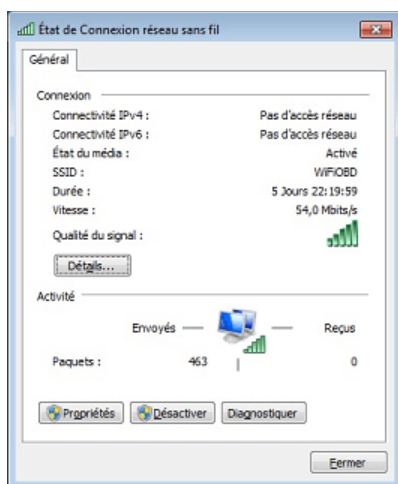 État de Connexion réseau sans fil
Général
Connexion
Connectivité IPv4 : Pas d'accès réseau
Connectivité IPv6 : Pas d'accès réseau
État du média : Activé
SSID : WiFiOBD
Durée : 5 Jours 22:19:59
Vitesse : 54,0 Mbits/s
Qualité du signal :
Détails...
Activité
Envoyés — Reçus
Paquets : 463 | 0
Propriétés Désactiver Diagnostiquer
Fermer